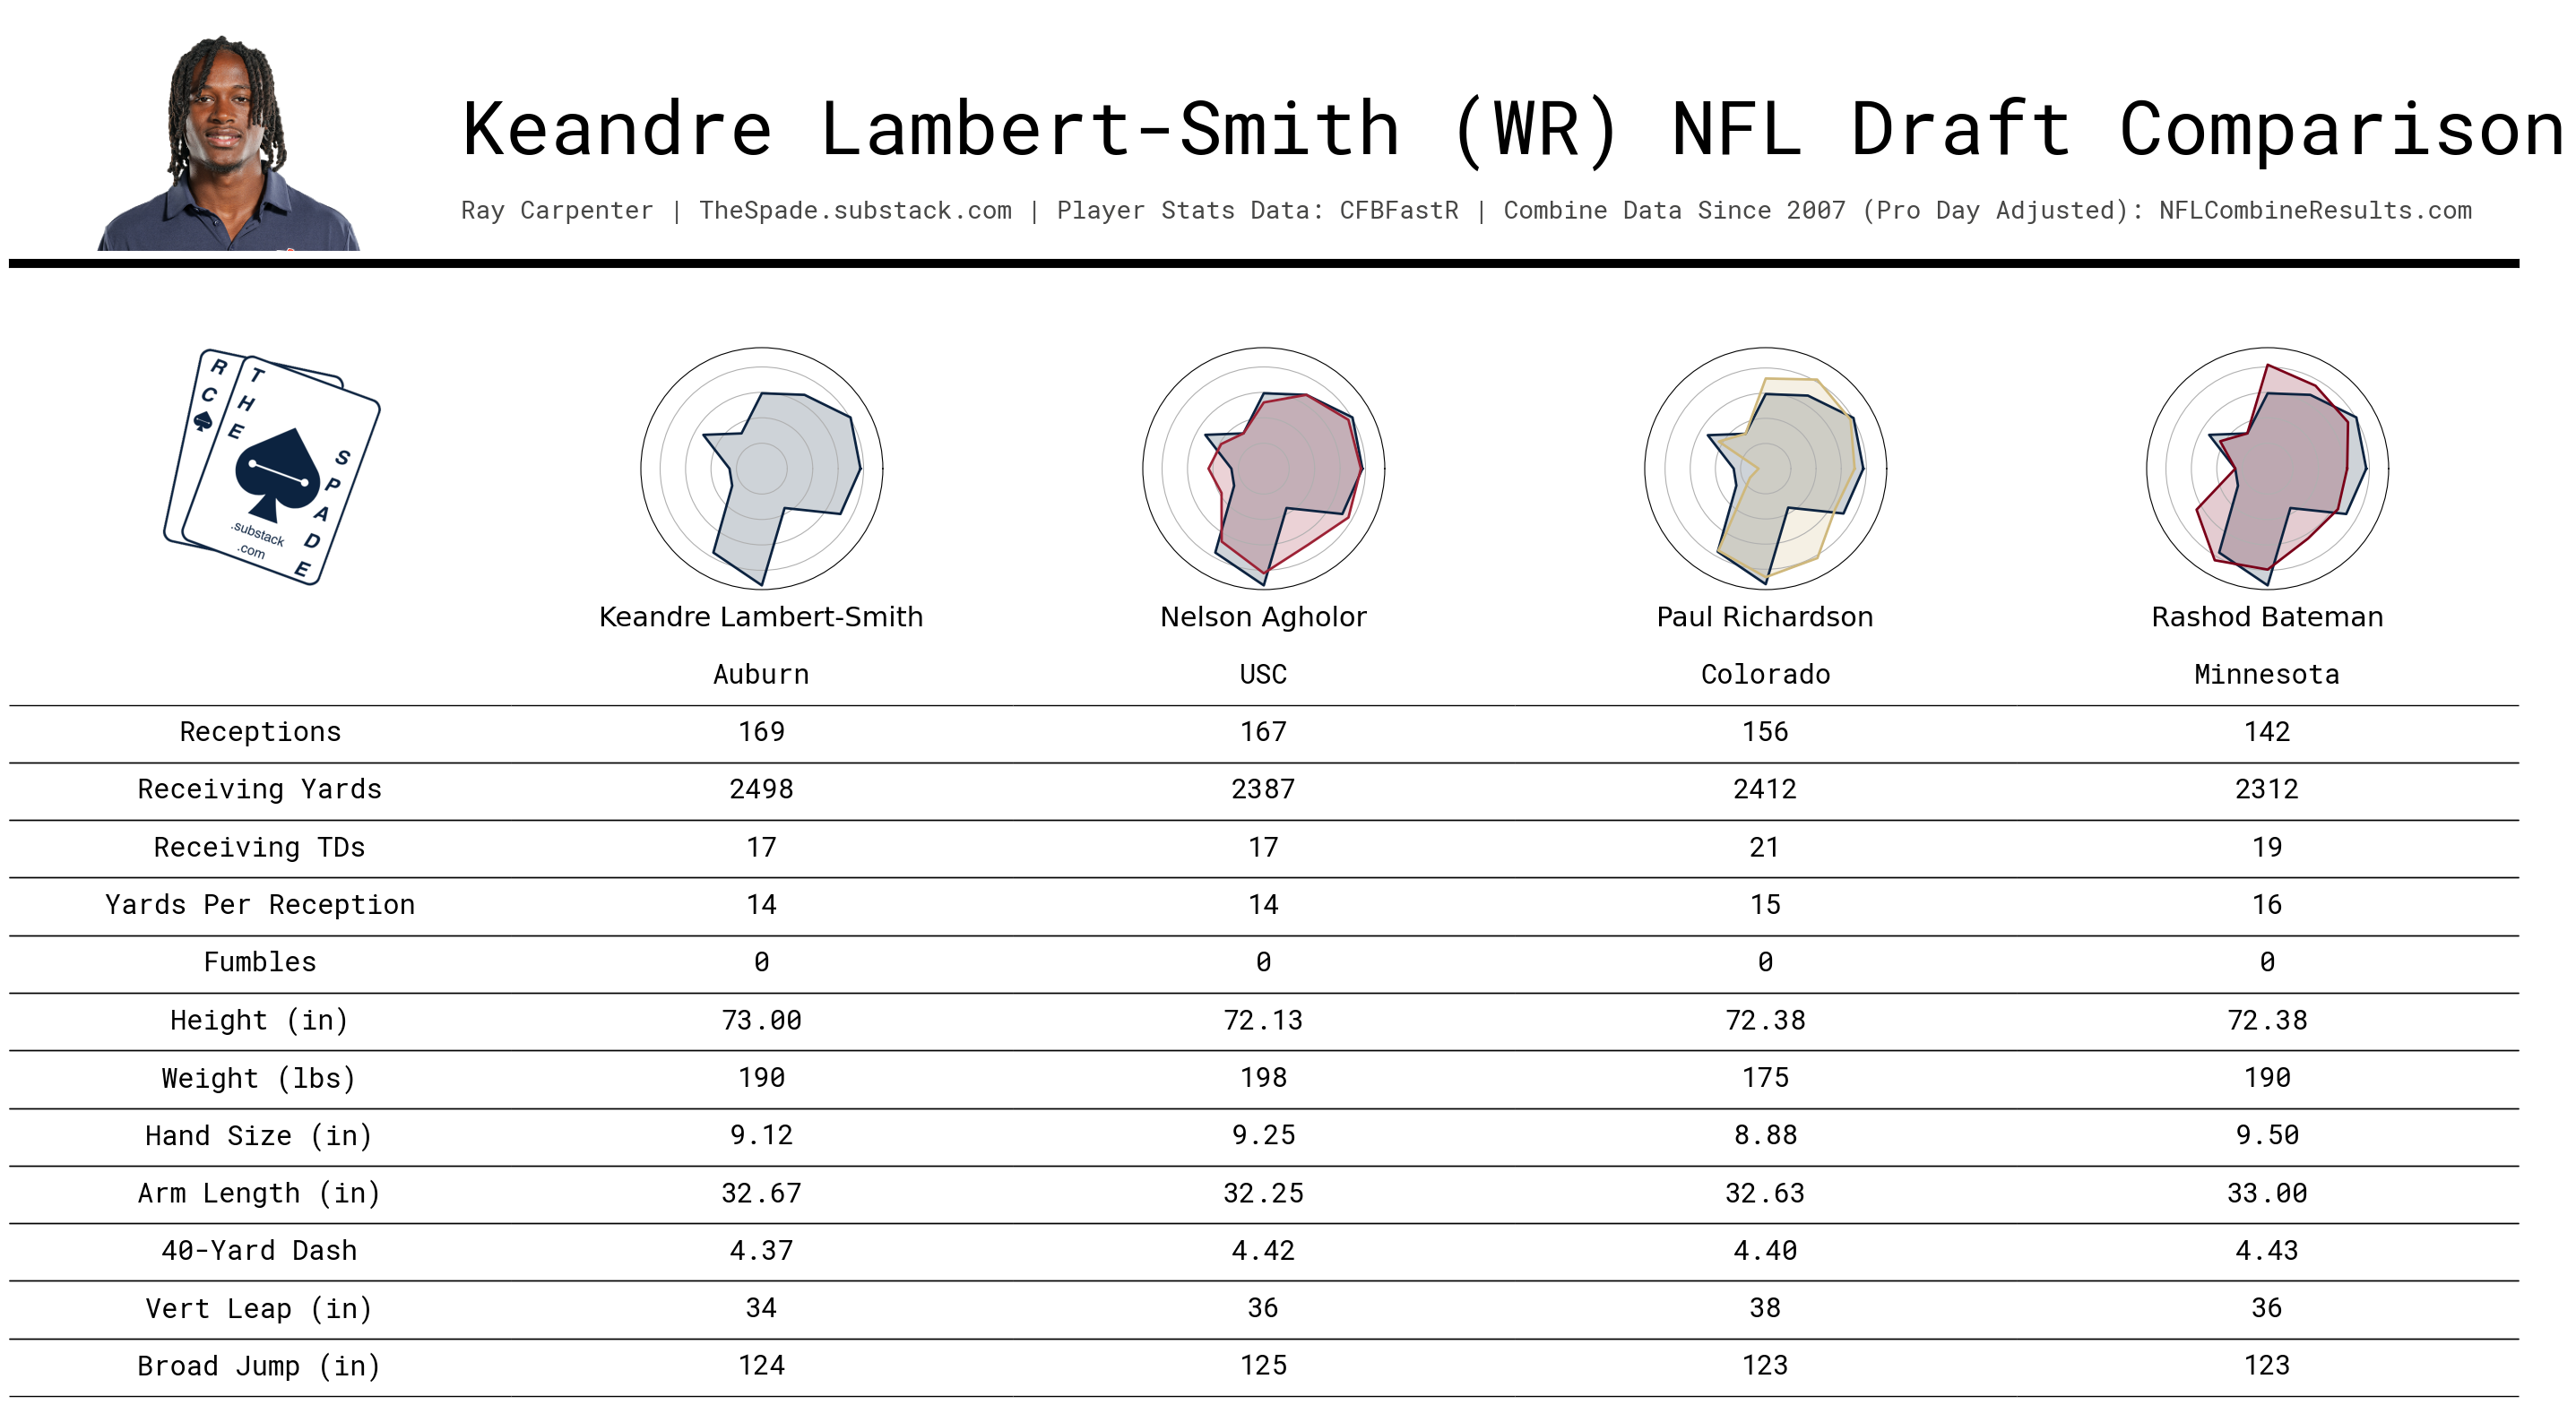 Keandre Lambert-Smith (WR) NFL Draft Comparison
Ray Carpenter | TheSpade.substack.com | Player Stats Data: CFBFastR | Combine Data Since 2007 (Pro Day Adjusted): NFLCombineResults.com
R C
THE
SPADE
.substack
.com
Keandre Lambert-Smith Nelson Agholor Paul Richardson Rashod Bateman
Auburn USC Colorado Minnesota
Receptions 169 167 156 142
Receiving Yards 2498 2387 2412 2312
Receiving TDs 17 17 21 19
Yards Per Reception 14 14 15 16
Fumbles 0 0 0 0
Height (in) 73.00 72.13 72.38 72.38
Weight (lbs) 190 198 175 190
Hand Size (in) 9.12 9.25 8.88 9.50
Arm Length (in) 32.67 32.25 32.63 33.00
40-Yard Dash 4.37 4.42 4.40 4.43
Vert Leap (in) 34 36 38 36
Broad Jump (in) 124 125 123 123